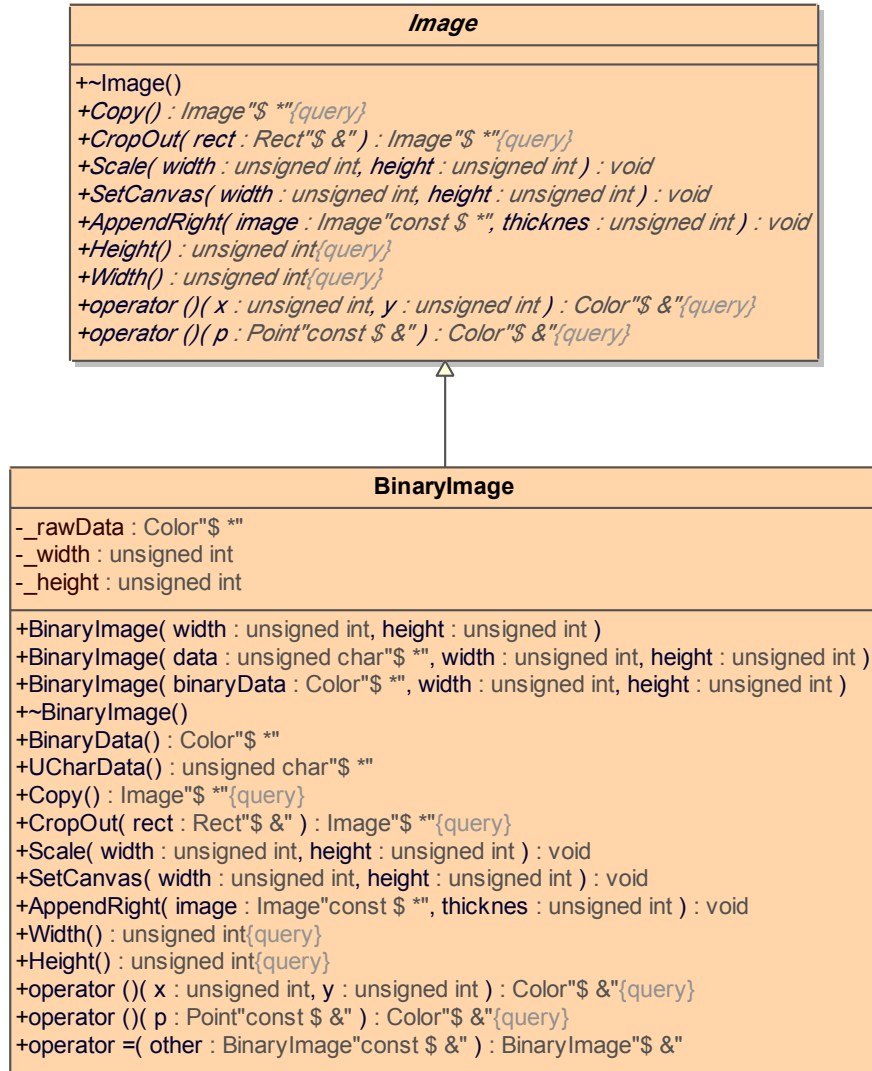 Image
+~Image()
+Copy() : Image"$ *"{query}
+CropOut( rect : Rect"$ &" ) : Image"$ *"{query}
+Scale( width : unsigned int, height : unsigned int ) : void
+SetCanvas( width : unsigned int, height : unsigned int ) : void
+AppendRight( image : Image"const $ *", thicknes : unsigned int ) : void
+Height() : unsigned int{query}
+Width() : unsigned int{query}
+operator ()( x : unsigned int, y : unsigned int ) : Color"$ &"{query}
+operator ()( p : Point"const $ &" ) : Color"$ &"{query}
BinaryImage
-_rawData : Color"$ *"
-_width : unsigned int
-_height : unsigned int
+BinaryImage( width : unsigned int, height : unsigned int )
+BinaryImage( data : unsigned char"$ *", width : unsigned int, height : unsigned int )
+BinaryImage( binaryData : Color"$ *", width : unsigned int, height : unsigned int )
+~BinaryImage()
+BinaryData() : Color"$ *"
+UCharData() : unsigned char"$ *"
+Copy() : Image"$ *"{query}
+CropOut( rect : Rect"$ &" ) : Image"$ *"{query}
+Scale( width : unsigned int, height : unsigned int ) : void
+SetCanvas( width : unsigned int, height : unsigned int ) : void
+AppendRight( image : Image"const $ *", thicknes : unsigned int ) : void
+Width() : unsigned int{query}
+Height() : unsigned int{query}
+operator ()( x : unsigned int, y : unsigned int ) : Color"$ &"{query}
+operator ()( p : Point"const $ &" ) : Color"$ &"{query}
+operator =( other : BinaryImage"const $ &" ) : BinaryImage"$ &"